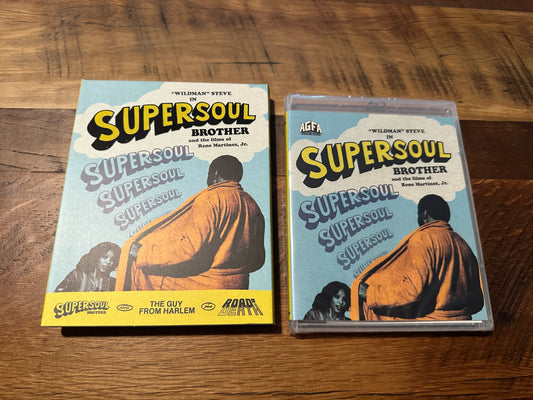 "WILDMAN" STEVE
IN
SUPERSOUL
BROTHER
and the films of
Rene Martinez, Jr.
SUPERSOUL
SUPERSOUL
SUPERSOUL
SUPERSOUL
BROTHER
THE GUY
FROM HARLEM
ROAD OF
DEATH
AGFA
"WILDMAN" STEVE
IN
SUPERSOUL
BROTHER
and the films of
Rene Martinez, Jr.
SUPERSOUL
SUPERSOUL
SUPERSOUL